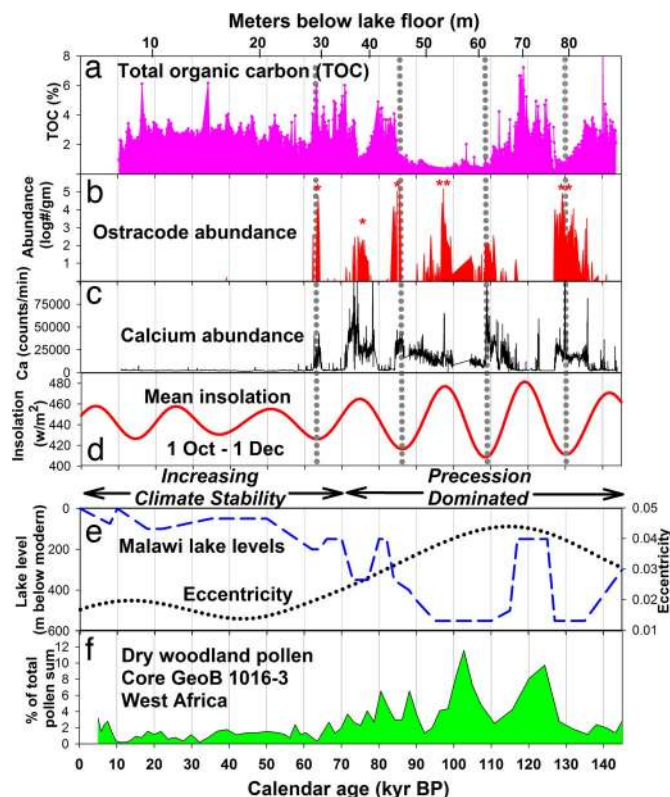 Meters below lake floor (m)
10 20 30 40 50 60 70 80
a Total organic carbon (TOC)
TOC (%)
8
6
4
2
b
Abundance
(log#/gm)
5
4
3
2
1
Ostracode abundance
* * * ** **
c
Ca (counts/min)
75000
50000
25000
0
Calcium abundance
d
Insolation
(w/m²)
480
460
440
420
400
Mean insolation
1 Oct - 1 Dec
Increasing
Climate Stability
Precession
Dominated
e
Lake level
(m below modern)
0
200
400
600
Malawi lake levels
Eccentricity
0.05
0.04
0.03
0.02
0.01
Eccentricity
f
% of total
pollen sum
12
10
8
6
4
2
0
Dry woodland pollen
Core GeoB 1016-3
West Africa
0 10 20 30 40 50 60 70 80 90 100 110 120 130 140
Calendar age (kyr BP)